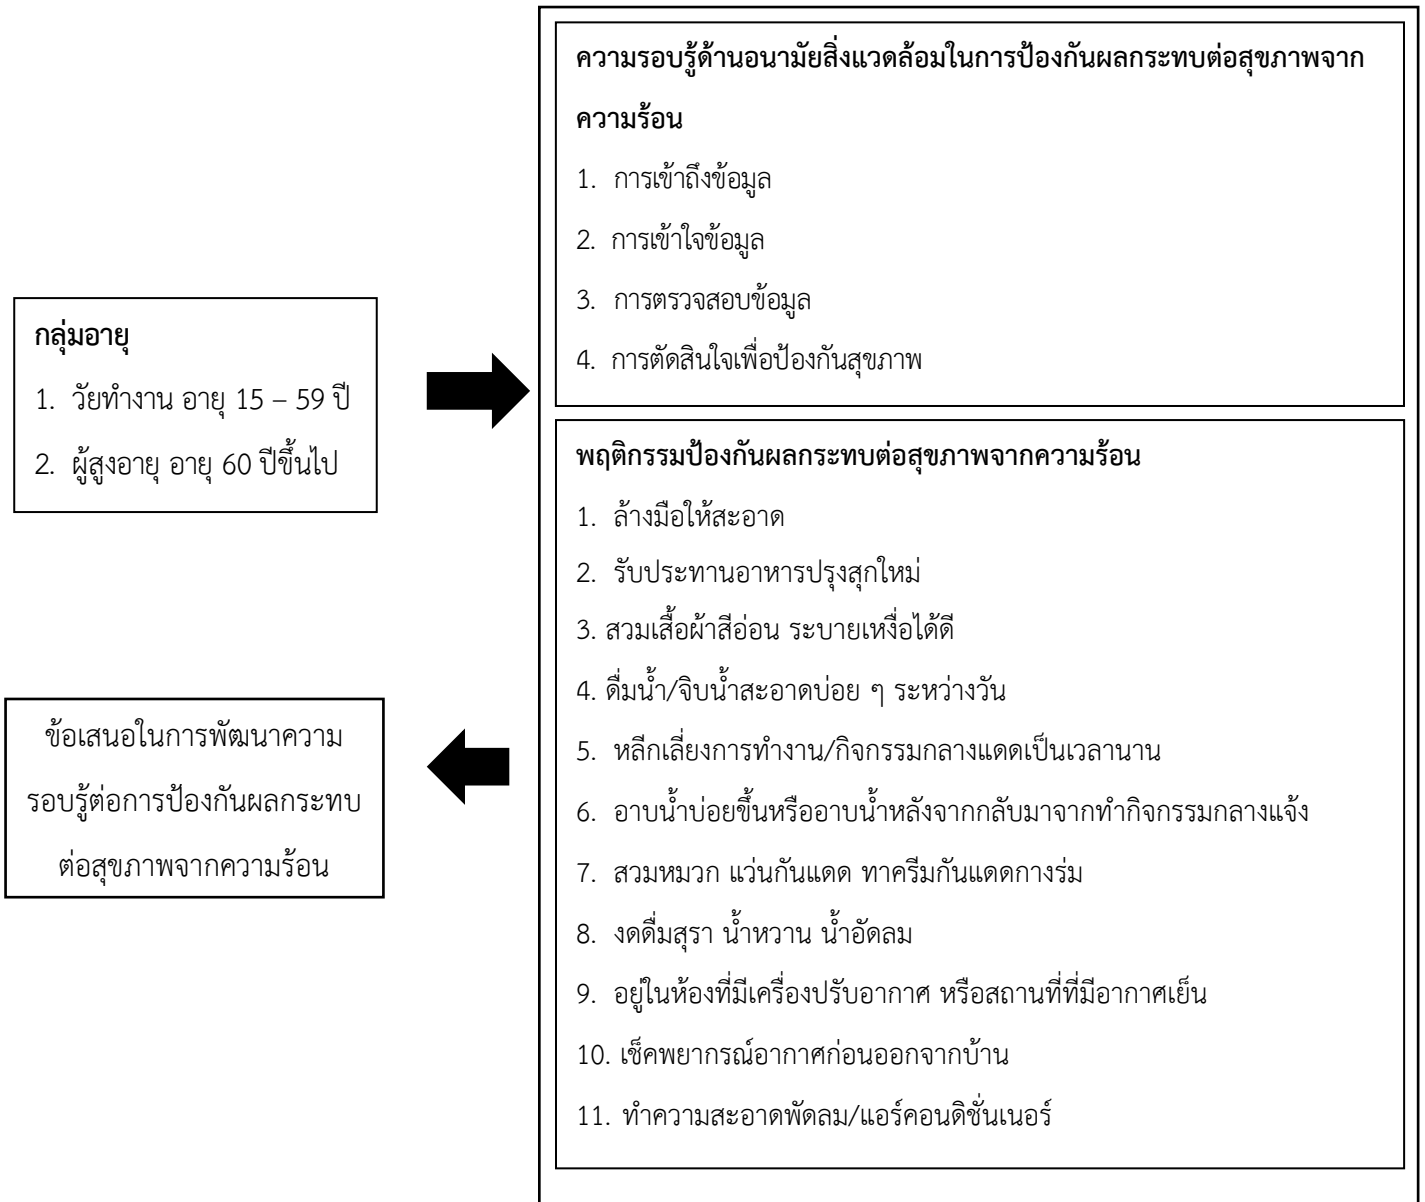 กลุ่มอายุ
1. วัยทำงาน อายุ 15 – 59 ปี
2. ผู้สูงอายุ อายุ 60 ปีขึ้นไป
ความรอบรู้ด้านอนามัยสิ่งแวดล้อมในการป้องกันผลกระทบต่อสุขภาพจาก
ความร้อน
1. การเข้าถึงข้อมูล
2. การเข้าใจข้อมูล
3. การตรวจสอบข้อมูล
4. การตัดสินใจเพื่อป้องกันสุขภาพ
พฤติกรรมป้องกันผลกระทบต่อสุขภาพจากความร้อน
1. ล้างมือให้สะอาด
2. รับประทานอาหารปรุงสุกใหม่
3. สวมเสื้อผ้าสีอ่อน ระบายเหงื่อได้ดี
4. ดื่มน้ำ/จิบน้ำสะอาดบ่อย ๆ ระหว่างวัน
5. หลีกเลี่ยงการทำงาน/กิจกรรมกลางแดดเป็นเวลานาน
6. อาบน้ำบ่อยขึ้นหรืออาบน้ำหลังจากกลับมาจากทำกิจกรรมกลางแจ้ง
7. สวมหมวก แว่นกันแดด ทาครีมกันแดดกางร่ม
8. งดดื่มสุรา น้ำหวาน น้ำอัดลม
9. อยู่ในห้องที่มีเครื่องปรับอากาศ หรือสถานที่ที่มีอากาศเย็น
10. เช็คพยากรณ์อากาศก่อนออกจากบ้าน
11. ทำความสะอาดพัดลม/แอร์คอนดิชั่นเนอร์
ข้อเสนอในการพัฒนาความ
รอบรู้ต่อการป้องกันผลกระทบ
ต่อสุขภาพจากความร้อน